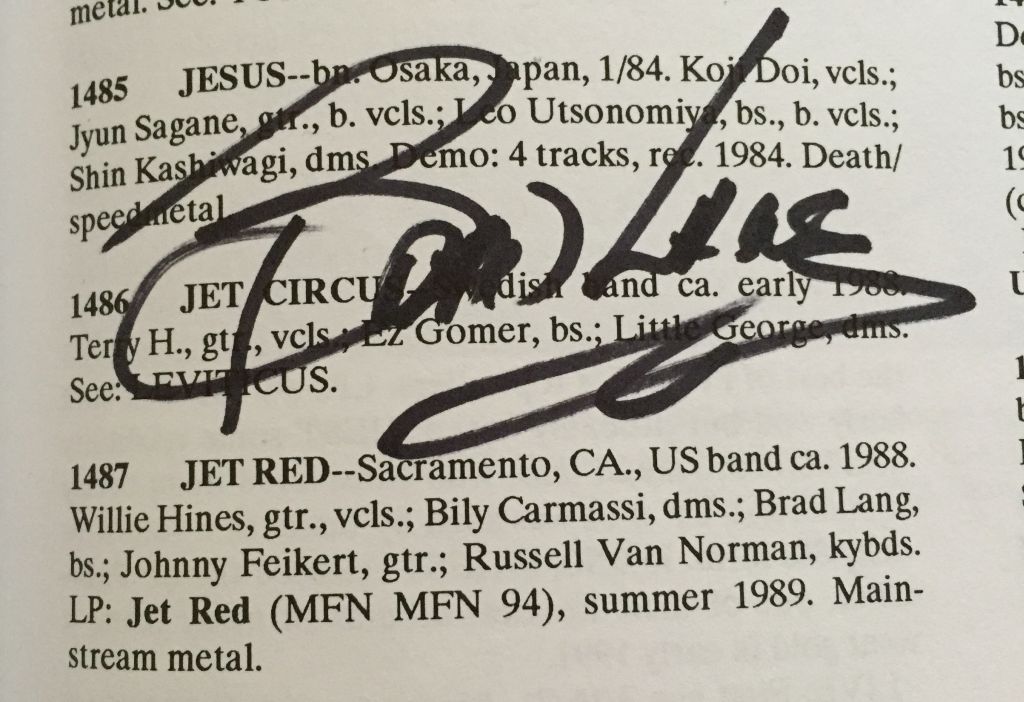 metal. See:
1485 JESUS--bn. Osaka, Japan, 1/84. Koji Doi, vcls.;
Jyun Sagane, gtr., b. vcls.; Leo Utsonomiya, bs., b. vcls.;
Shin Kashiwagi, dms. Demo: 4 tracks, rec. 1984. Death/
speedmetal.
1486 JET CIRCUS--Swedish band ca. early 1988.
Terry H., gtr., vcls.; Ez Gomer, bs.; Little George, dms.
See: LEVITICUS.
1487 JET RED--Sacramento, CA., US band ca. 1988.
Willie Hines, gtr., vcls.; Bily Carmassi, dms.; Brad Lang,
bs.; Johnny Feikert, gtr.; Russell Van Norman, kybds.
LP: Jet Red (MFN MFN 94), summer 1989. Main-
stream metal.